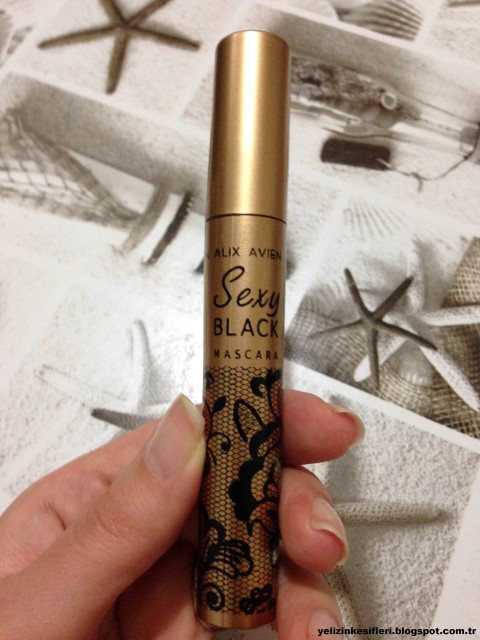 ALIX AVIEN
Sexy
BLACK
MASCARA
yelizinkesifleri.blogspot.com.tr